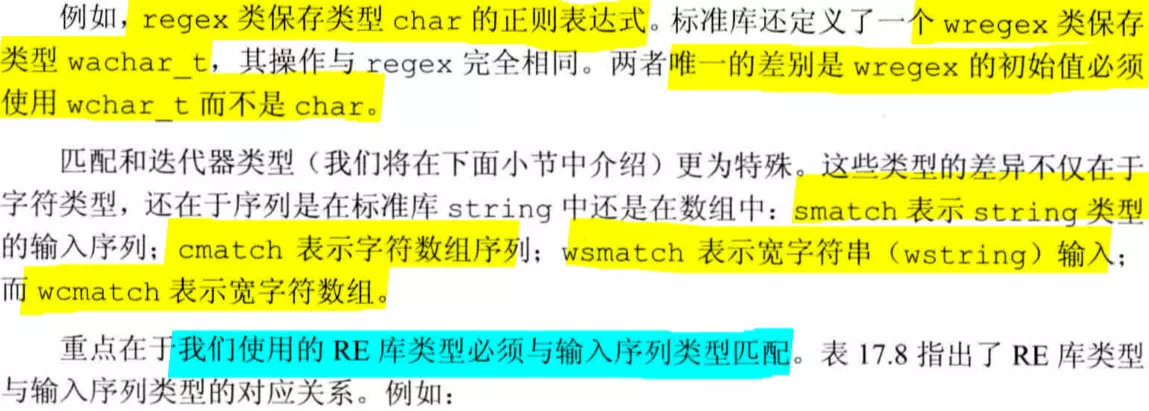 例如，regex 类保存类型 char 的正则表达式。标准库还定义了一个 wregex 类保存
类型 wachar_t，其操作与 regex 完全相同。两者唯一的差别是 wregex 的初始值必须
使用 wchar_t 而不是 char。
匹配和迭代器类型（我们将在下面小节中介绍）更为特殊。这些类型的差异不仅在于
字符类型，还在于序列是在标准库 string 中还是在数组中：smatch 表示 string 类型
的输入序列；cmatch 表示字符数组序列；wsmatch 表示宽字符串（wstring）输入；
而 wcmatch 表示宽字符数组。
重点在于我们使用的 RE 库类型必须与输入序列类型匹配。表 17.8 指出了 RE 库类型
与输入序列类型的对应关系。例如：